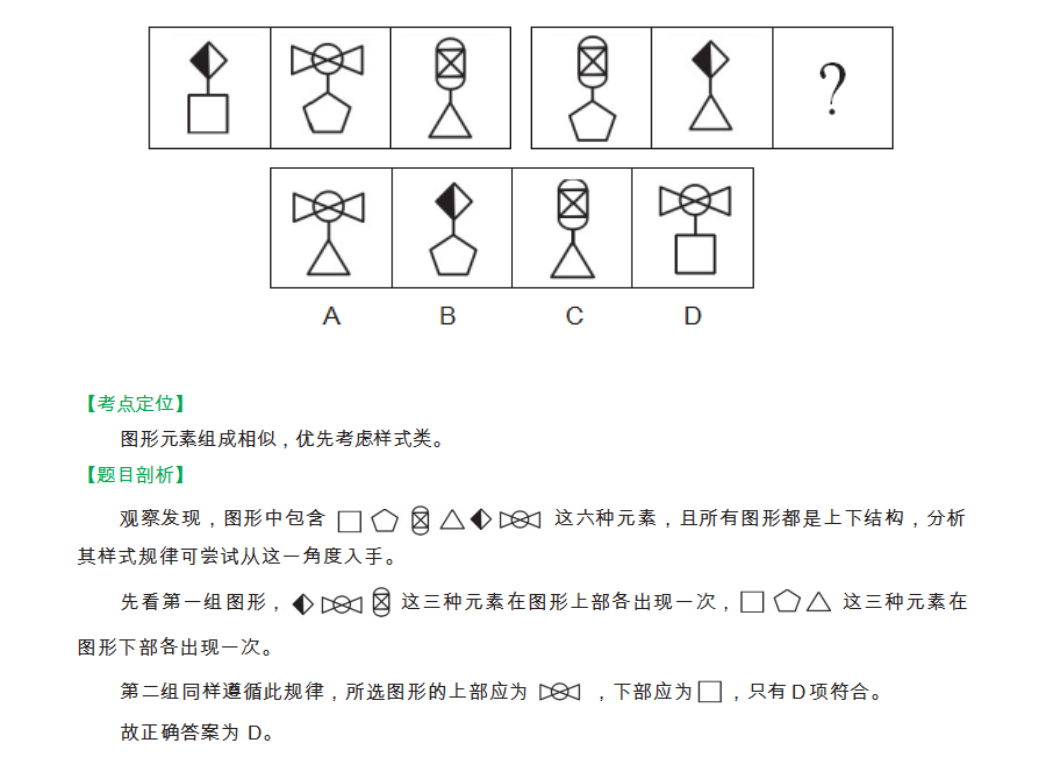 ?
A B C D
【考点定位】
图形元素组成相似，优先考虑样式类。
【题目剖析】
观察发现，图形中包含 这六种元素，且所有图形都是上下结构，分析
其样式规律可尝试从这一角度入手。
先看第一组图形， 这三种元素在图形上部各出现一次， 这三种元素在
图形下部各出现一次。
第二组同样遵循此规律，所选图形的上部应为 ，下部应为 ，只有D项符合。
故正确答案为 D。